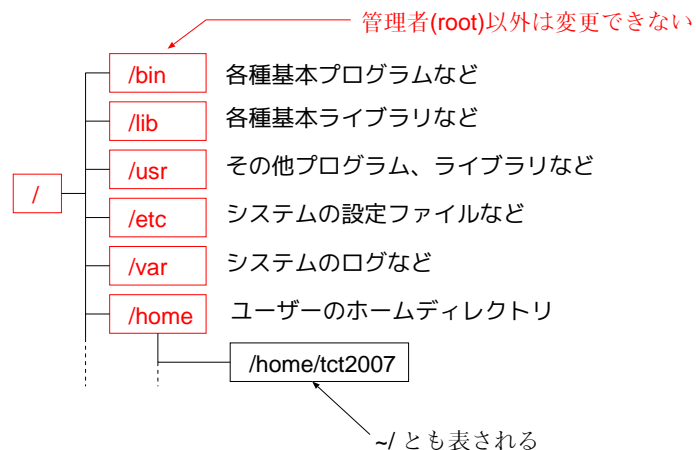 管理者(root)以外は変更できない
/bin 各種基本プログラムなど
/lib 各種基本ライブラリなど
/usr その他プログラム、ライブラリなど
/
/etc システムの設定ファイルなど
/var システムのログなど
/home ユーザーのホームディレクトリ
/home/tct2007
~/ とも表される